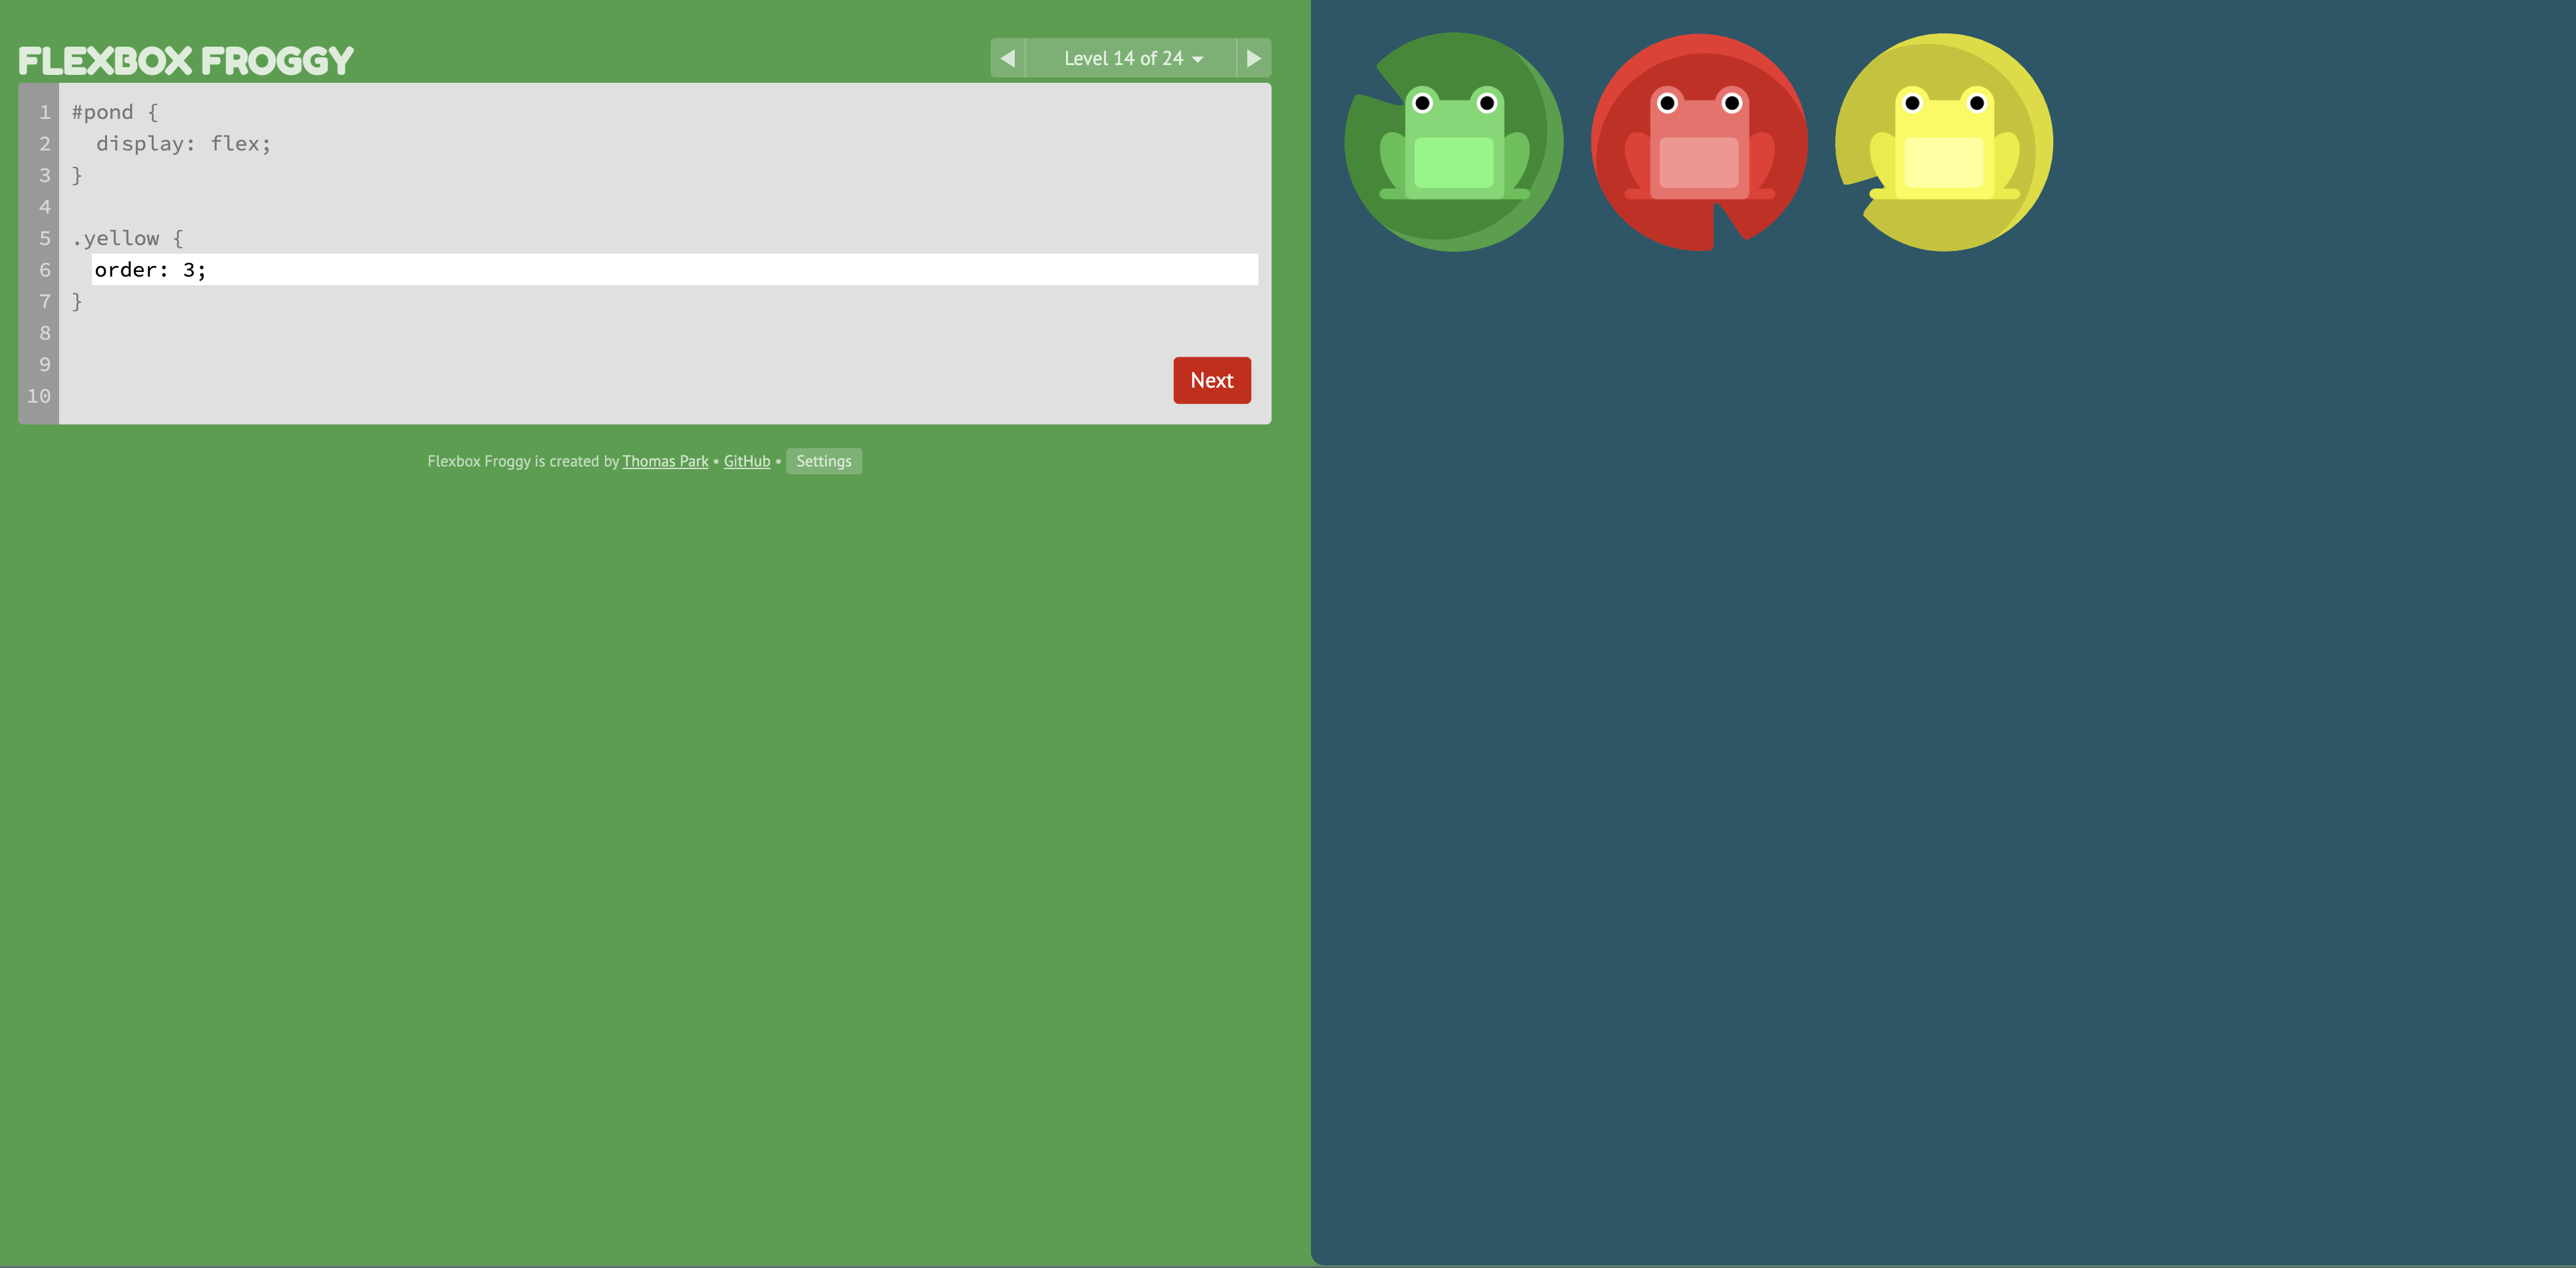 FLEXBOX FROGGY
Level 14 of 24
1 #pond {
2 display: flex;
3 }
4
5 .yellow {
6 order: 3;
7 }
8
9
10
Next
Flexbox Froggy is created by Thomas Park • GitHub • Settings